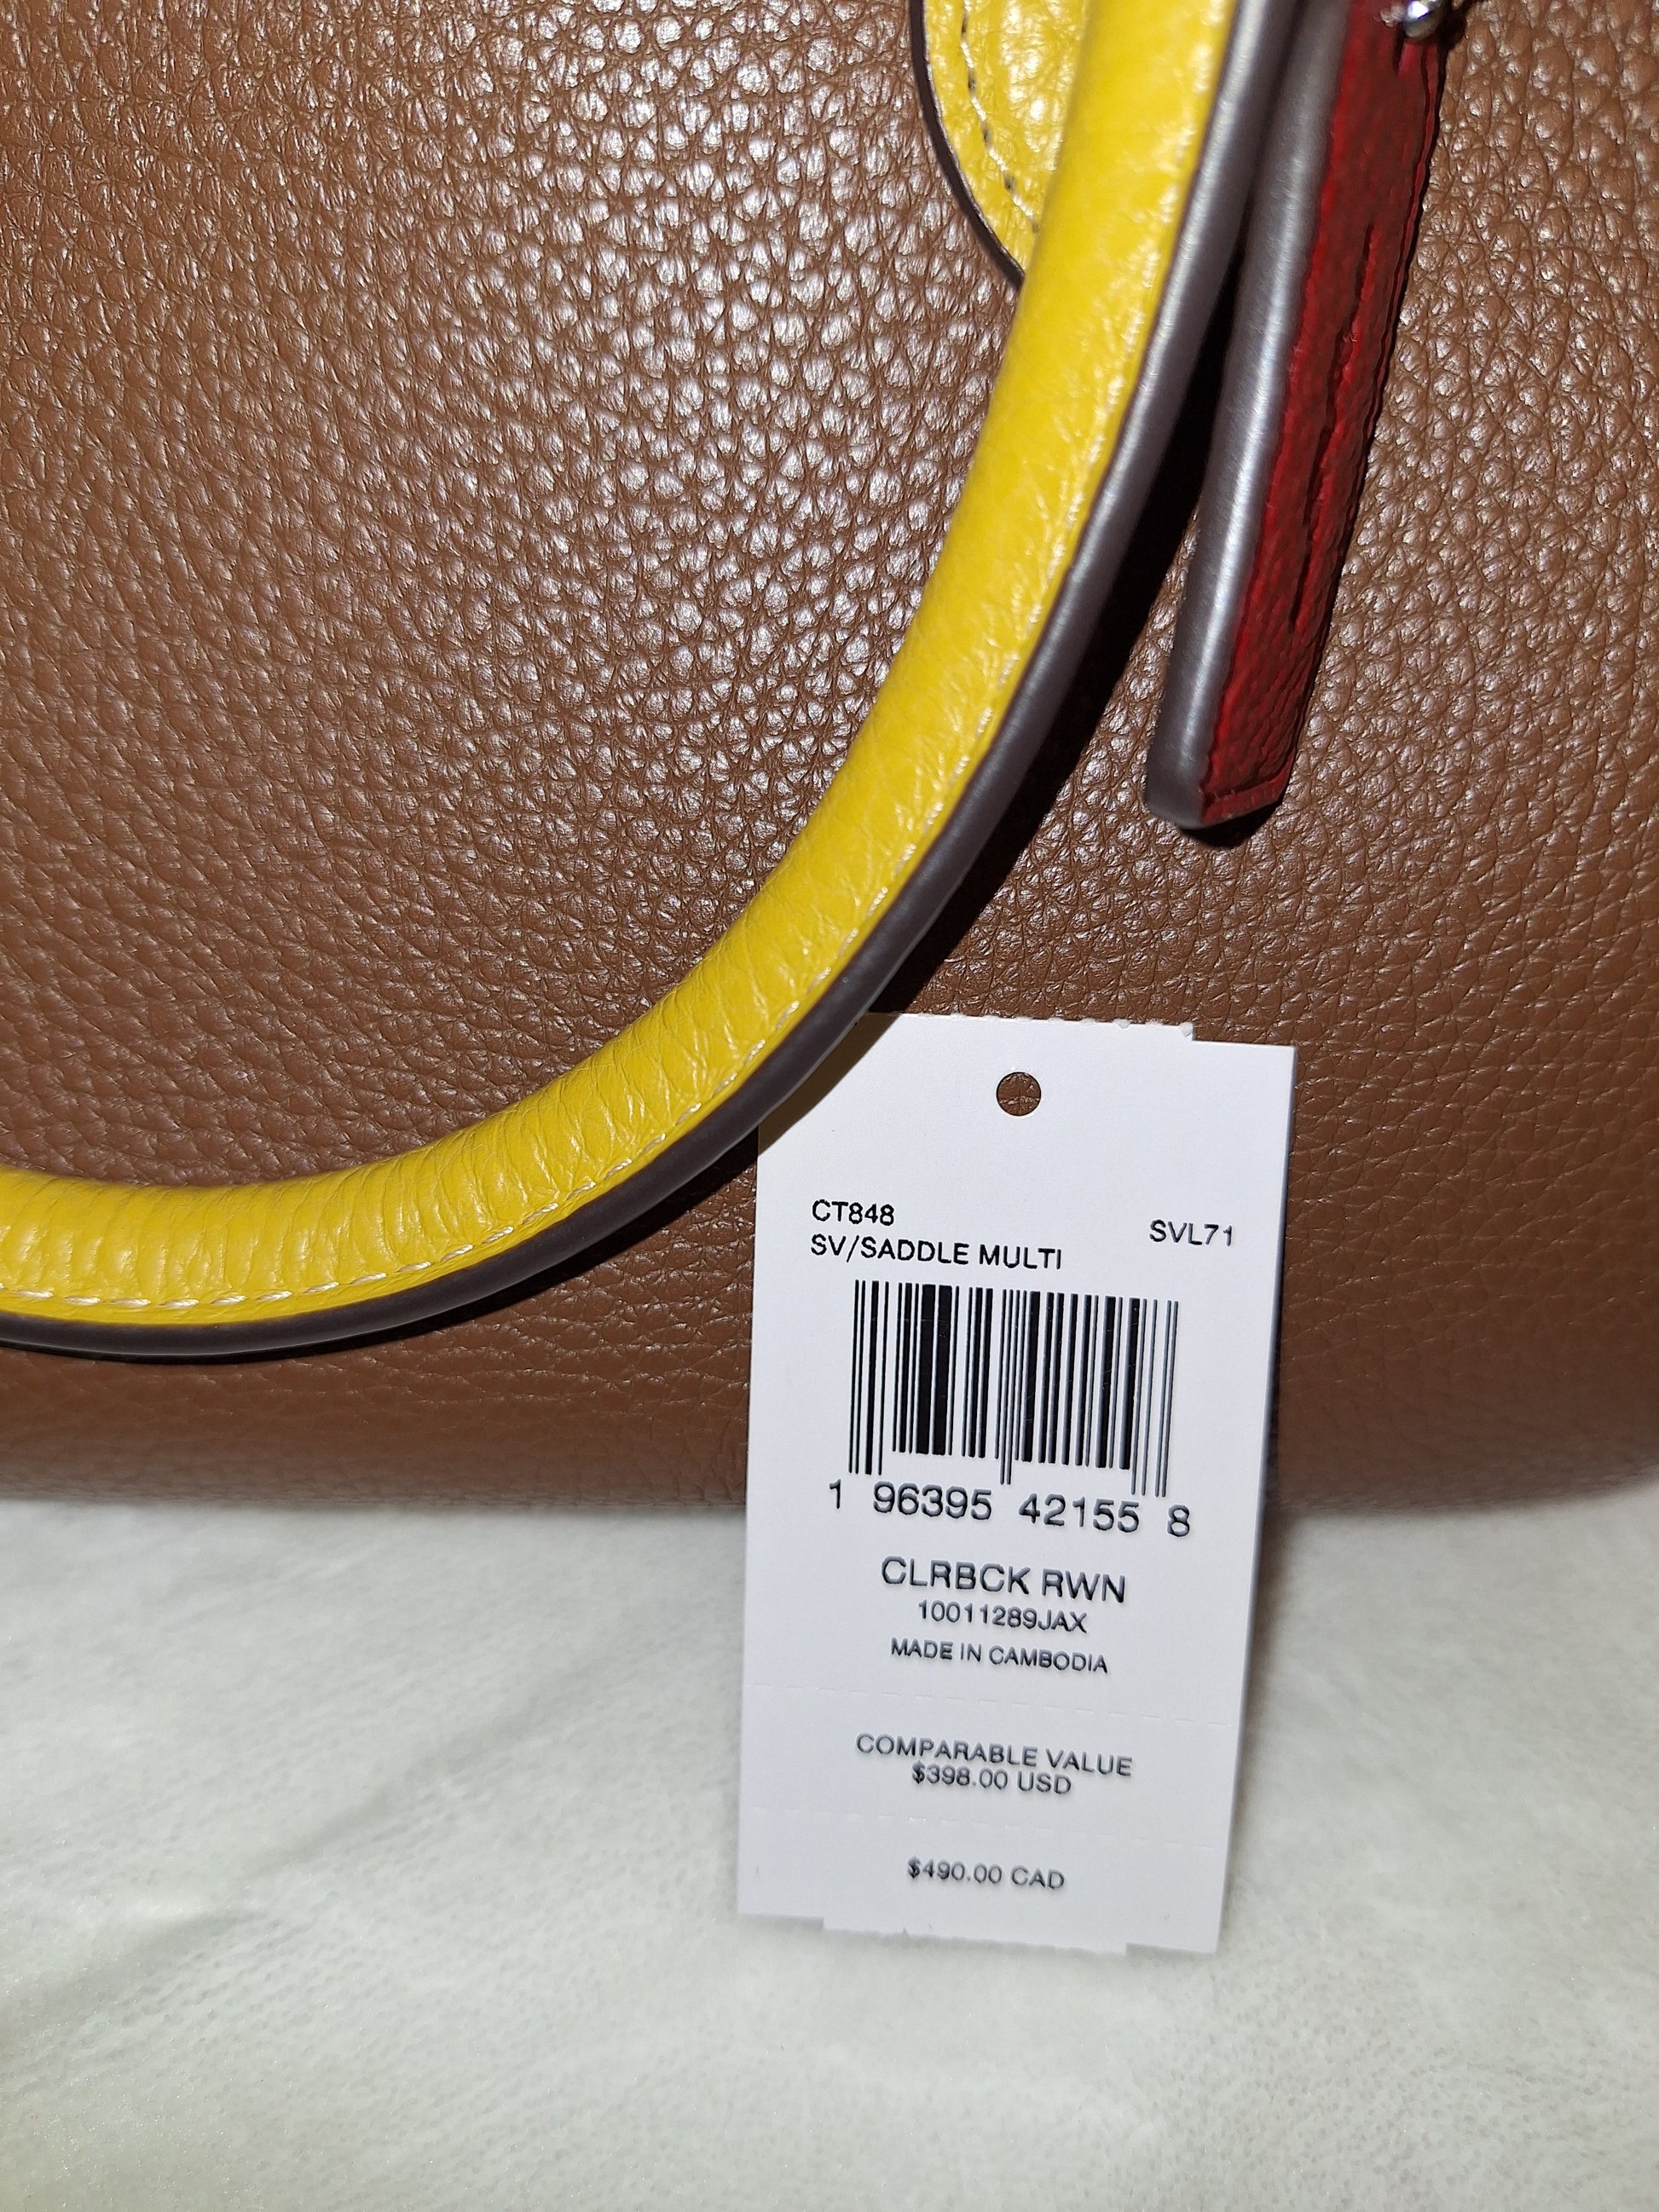 CT848
SVL71
SV/SADDLE MULTI
1 96395 42155 8
CLRBCK RWN
10011289JAX
MADE IN CAMBODIA
COMPARABLE VALUE
$398.00 USD
$490.00 CAD